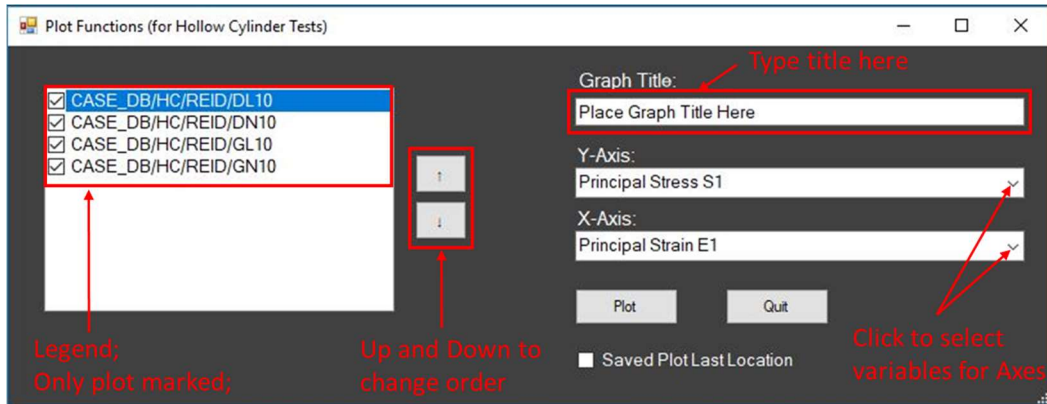 Plot Functions (for Hollow Cylinder Tests)
Type title here
Graph Title:
CASE_DB/HC/REID/DL10
CASE_DB/HC/REID/DN10
CASE_DB/HC/REID/GL10
CASE_DB/HC/REID/GN10
Place Graph Title Here
Y-Axis:
Principal Stress S1
X-Axis:
Principal Strain E1
↑
↓
Plot
Quit
Saved Plot Last Location
Legend;
Only plot marked;
Up and Down to
change order
Click to select
variables for Axes